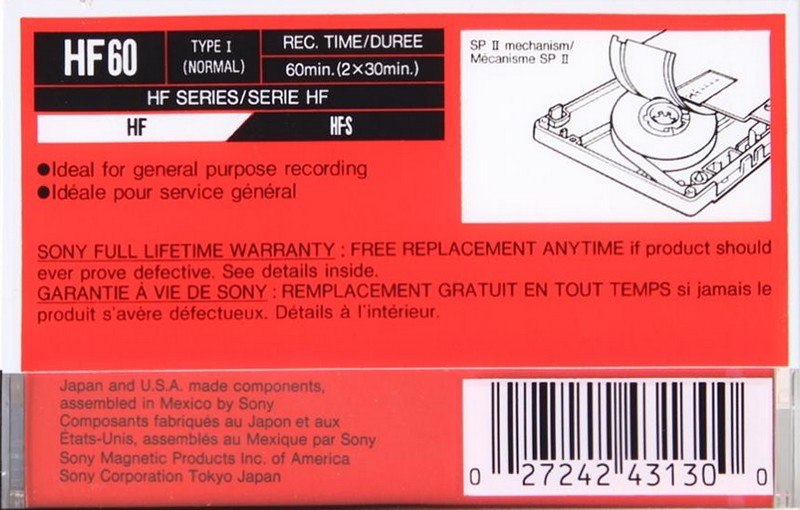 HF60
TYPE I
(NORMAL)
REC. TIME/DUREE
60min.(2×30min.)
HF SERIES/SERIE HF
HF
HF-S
●Ideal for general purpose recording
●Idéale pour service général
SP II mechanism/
Mécanisme SP II
SONY FULL LIFETIME WARRANTY : FREE REPLACEMENT ANYTIME if product should
ever prove defective. See details inside.
GARANTIE À VIE DE SONY : REMPLACEMENT GRATUIT EN TOUT TEMPS si jamais le
produit s'avère défectueux. Détails à l'intérieur.
Japan and U.S.A. made components,
assembled in Mexico by Sony
Composants fabriqués au Japon et aux
États-Unis, assemblés au Mexique par Sony
Sony Magnetic Products Inc. of America
Sony Corporation Tokyo Japan
0 27242 43130 0